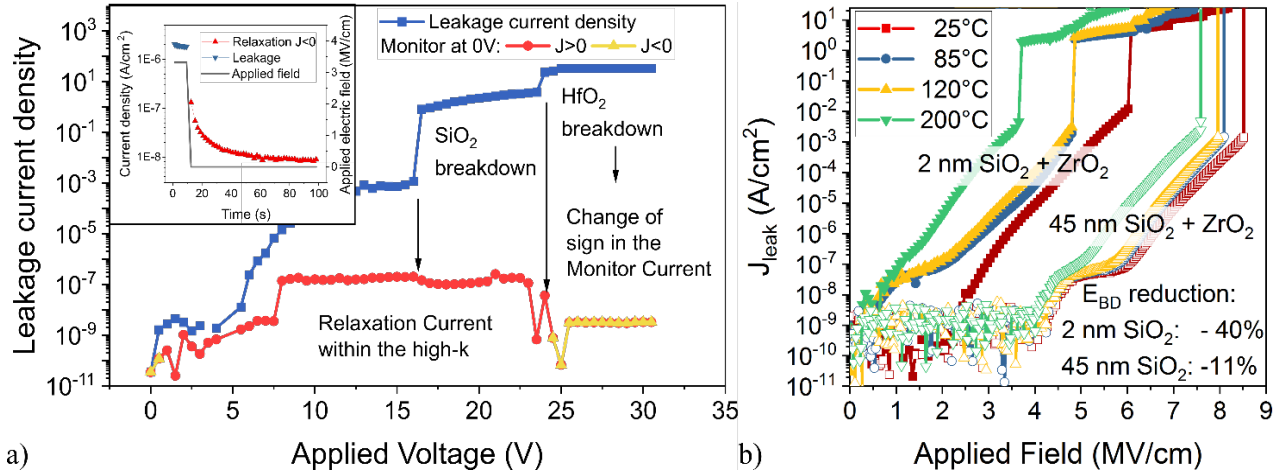 a)
Leakage current density
10⁷
10⁵
10³
10¹
10⁻¹
10⁻³
10⁻⁵
10⁻⁷
10⁻⁹
10⁻¹¹
0
5
10
15
20
25
30
35
Applied Voltage (V)
Leakage current density
Monitor at 0V:
J>0
J<0
Current density (A/cm²)
1E-6
1E-7
1E-8
Relaxation J<0
Leakage
Applied field
4
3
2
1
0
Applied electric field (MV/cm)
0
20
40
60
80
100
Time (s)
SiO₂
breakdown
HfO₂
breakdown
Change of
sign in the
Monitor Current
Relaxation Current
within the high-k
b)
J_leak (A/cm²)
10¹
10⁰
10⁻¹
10⁻²
10⁻³
10⁻⁴
10⁻⁵
10⁻⁶
10⁻⁷
10⁻⁸
10⁻⁹
10⁻¹⁰
10⁻¹¹
25°C
85°C
120°C
200°C
2 nm SiO₂ + ZrO₂
45 nm SiO₂ + ZrO₂
E_BD reduction:
2 nm SiO₂: - 40%
45 nm SiO₂: -11%
0
1
2
3
4
5
6
7
8
9
Applied Field (MV/cm)